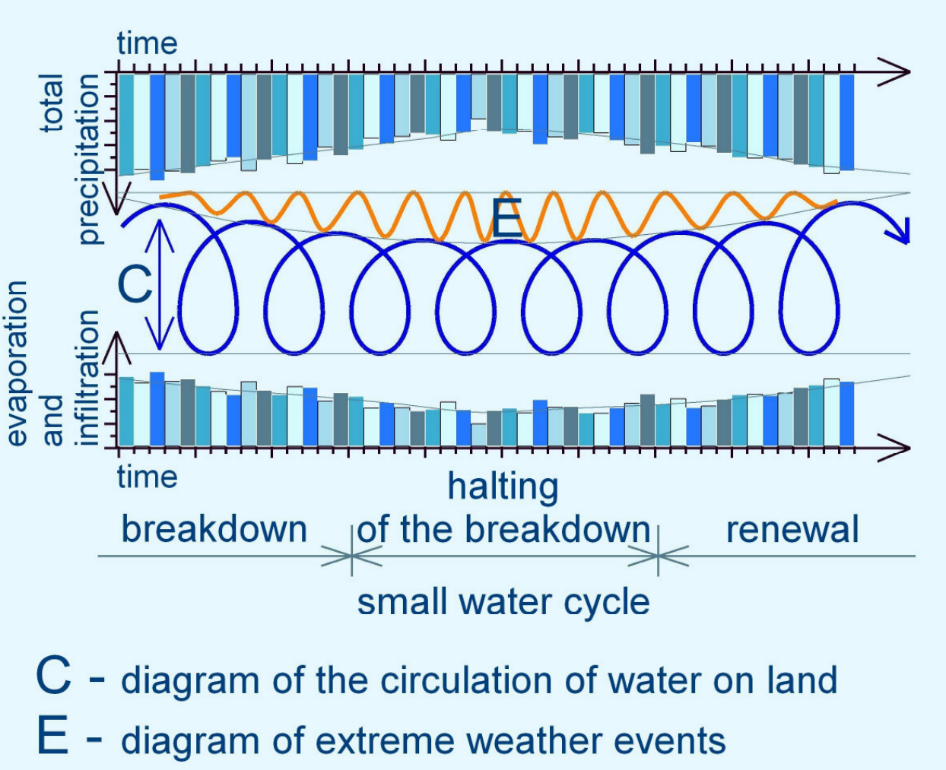 time
total
precipitation
E
C
evaporation
and
infiltration
time
halting
breakdown
of the breakdown
renewal
small water cycle
C - diagram of the circulation of water on land
E - diagram of extreme weather events